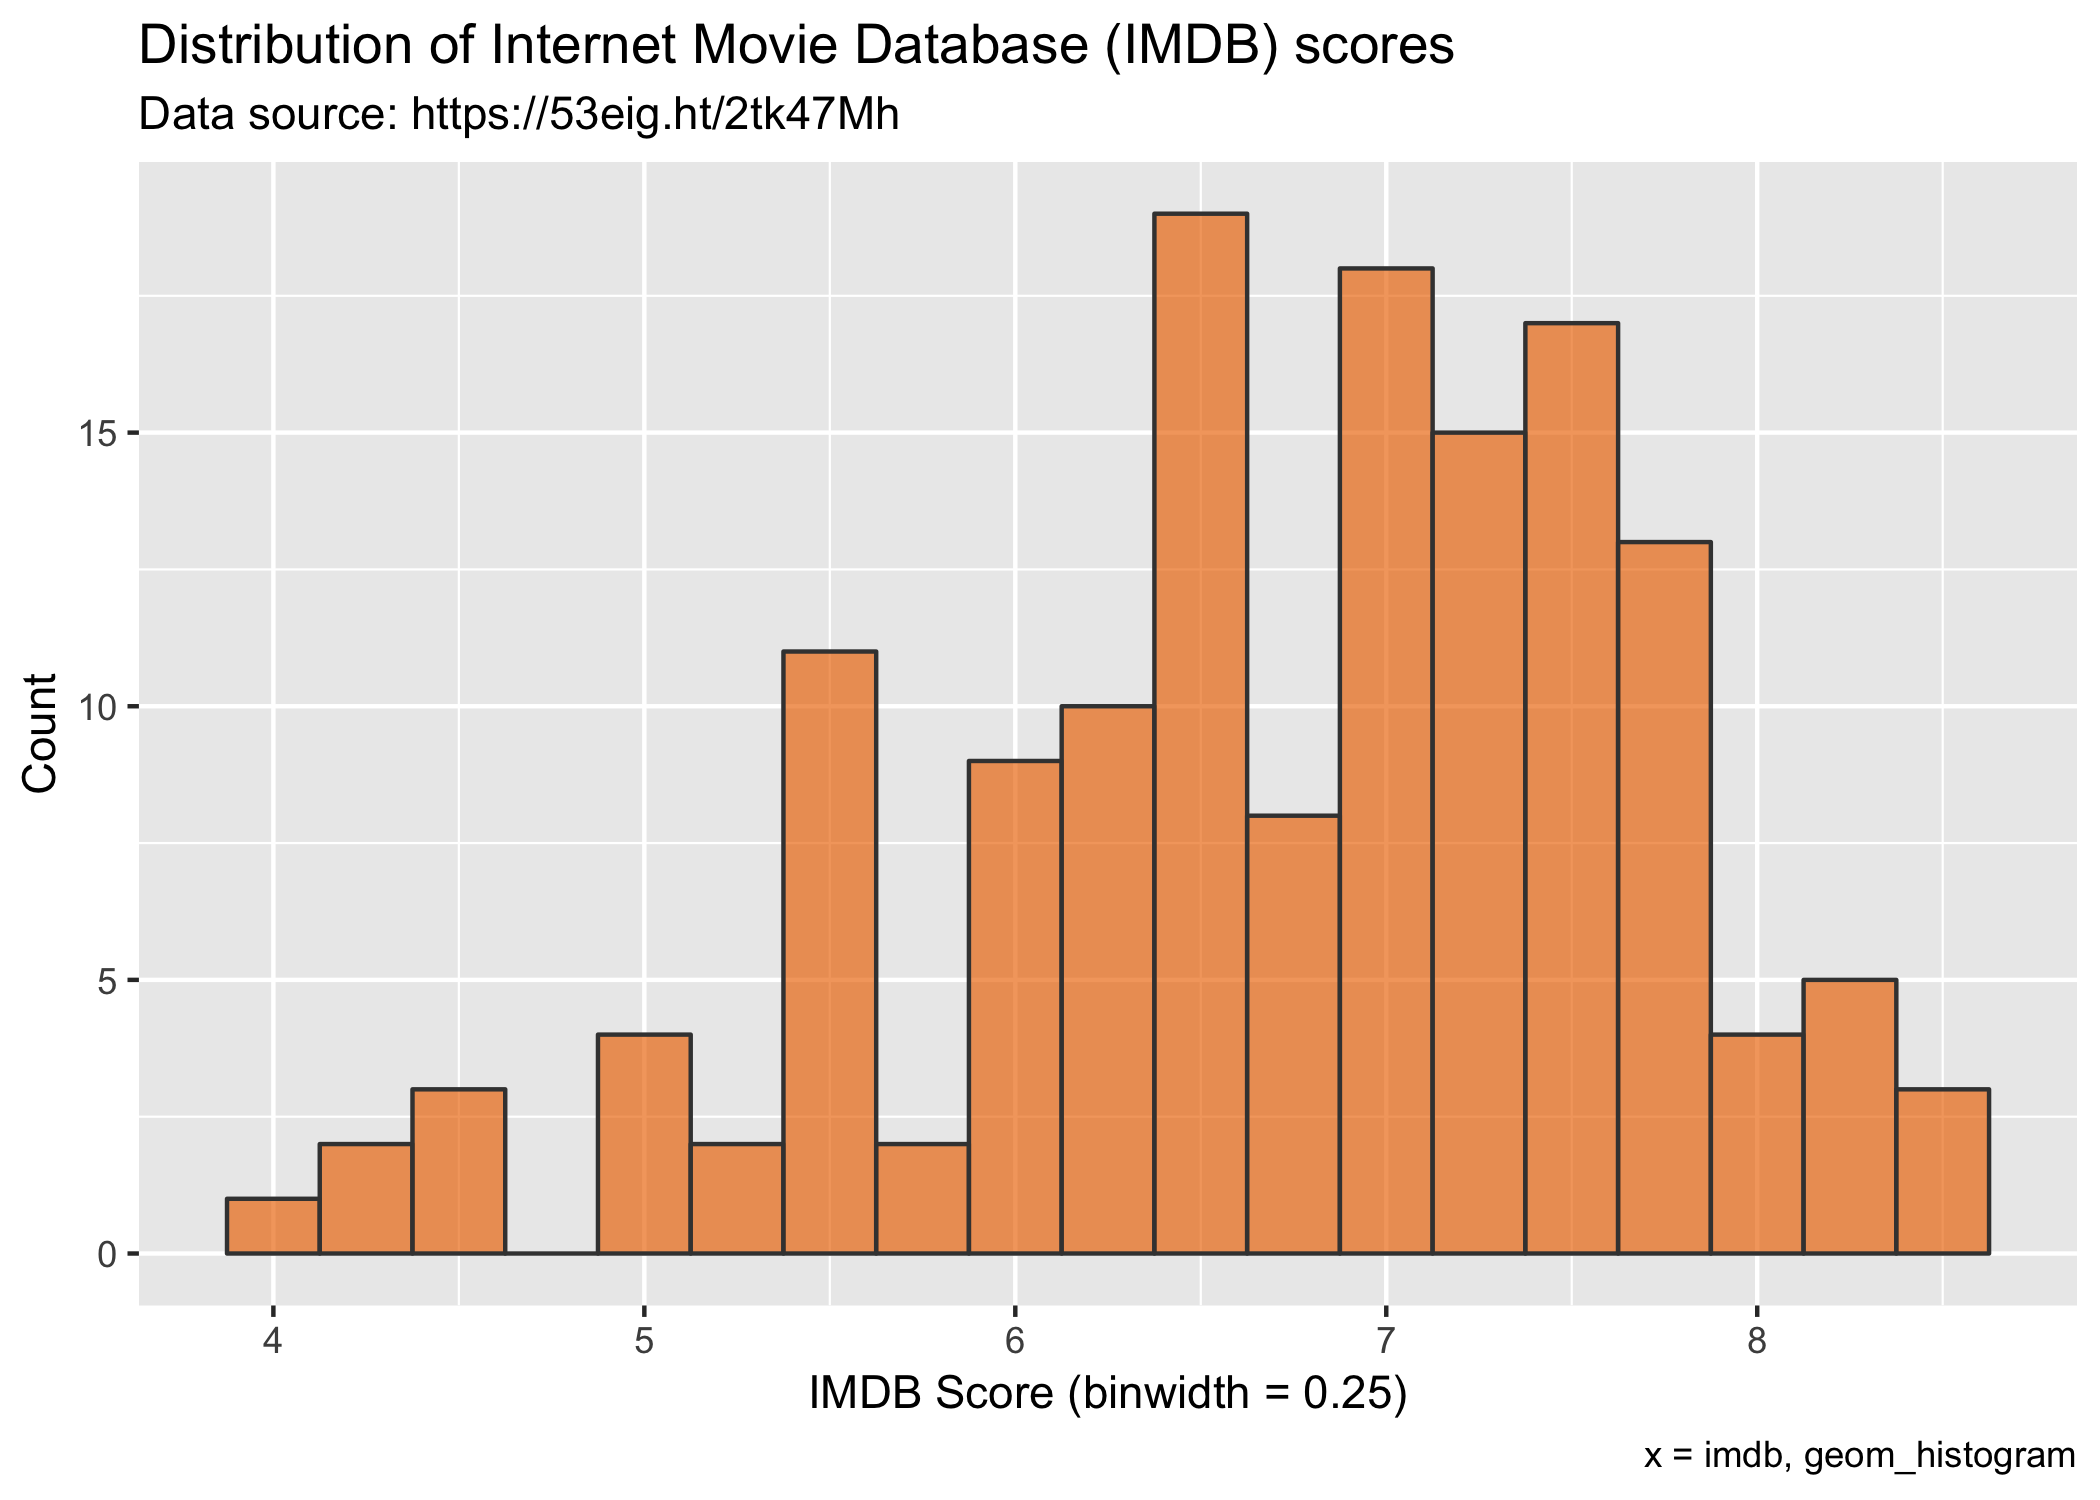 Distribution of Internet Movie Database (IMDB) scores
Data source: https://53eig.ht/2tk47Mh
Count
15
10
5
0
4 5 6 7 8
IMDB Score (binwidth = 0.25)
x = imdb, geom_histogram